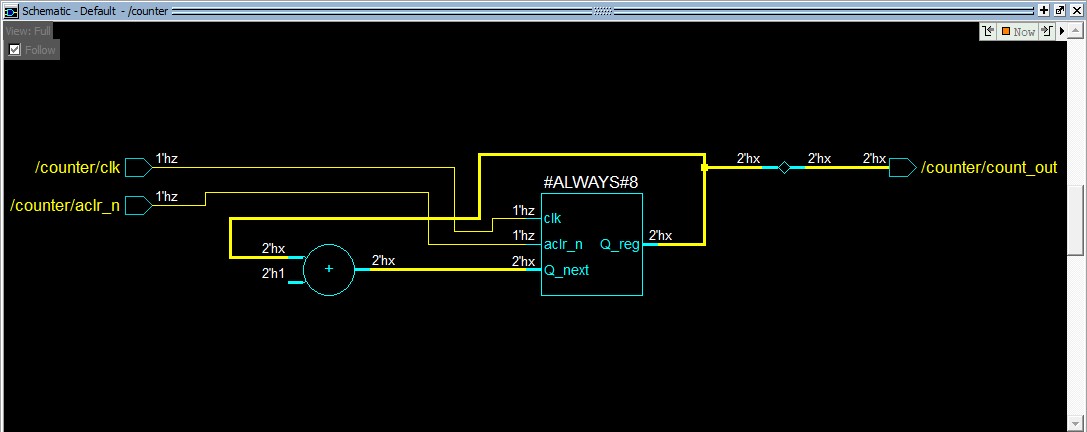 Schematic - Default - /counter
View: Full
Follow
Now
/counter/clk
1'hz
2'hx
2'hx
2'hx
/counter/count_out
#ALWAYS#8
/counter/aclr_n
1'hz
1'hz
clk
1'hz
aclr_n
Q_reg
2'hx
2'hx
+
2'hx
2'hx
Q_next
2'h1